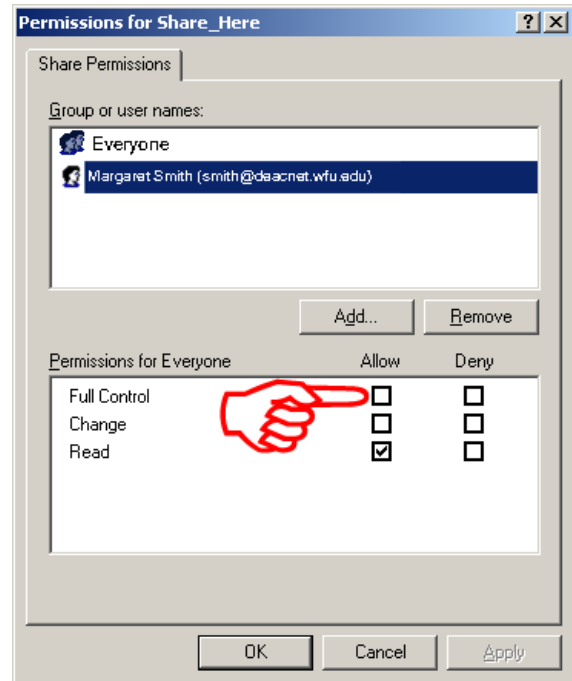 Permissions for Share_Here
Share Permissions
Group or user names:
Everyone
Margaret Smith (smith@deacnet.wfu.edu)
Add... Remove
Permissions for Everyone Allow Deny
Full Control
Change
Read
OK Cancel Apply